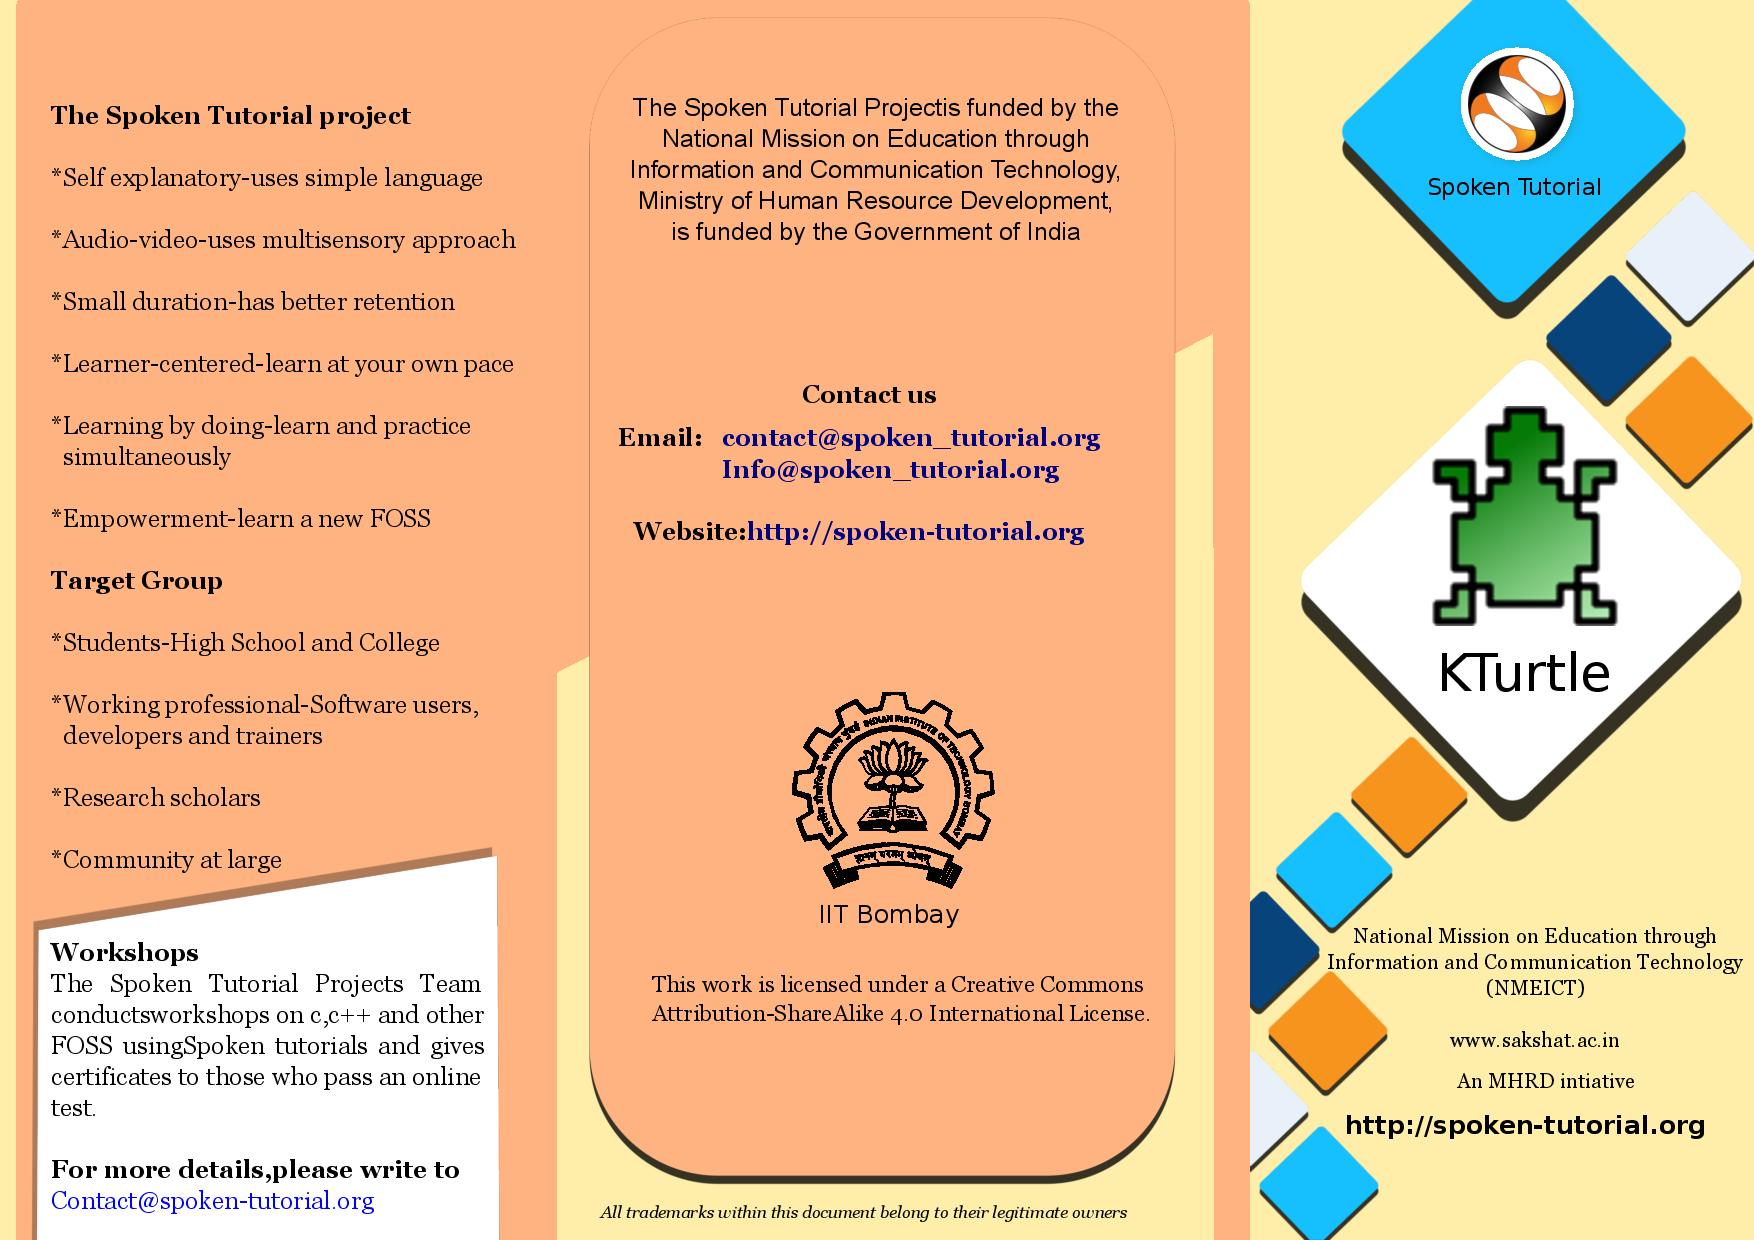 The Spoken Tutorial project
*Self explanatory-uses simple language
*Audio-video-uses multisensory approach
*Small duration-has better retention
*Learner-centered-learn at your own pace
*Learning by doing-learn and practice
simultaneously
*Empowerment-learn a new FOSS
Target Group
*Students-High School and College
*Working professional-Software users,
developers and trainers
*Research scholars
*Community at large
Workshops
The Spoken Tutorial Projects Team
conductsworkshops on c,c++ and other
FOSS usingSpoken tutorials and gives
certificates to those who pass an online
test.
For more details,please write to
Contact@spoken-tutorial.org
The Spoken Tutorial Projectis funded by the
National Mission on Education through
Information and Communication Technology,
Ministry of Human Resource Development,
is funded by the Government of India
Contact us
Email: contact@spoken_tutorial.org
Info@spoken_tutorial.org
Website:http://spoken-tutorial.org
INDIAN INSTITUTE OF TECHNOLOGY BOMBAY
IIT Bombay
This work is licensed under a Creative Commons
Attribution-ShareAlike 4.0 International License.
All trademarks within this document belong to their legitimate owners
Spoken Tutorial
KTurtle
National Mission on Education through
Information and Communication Technology
(NMEICT)
www.sakshat.ac.in
An MHRD intiative
http://spoken-tutorial.org